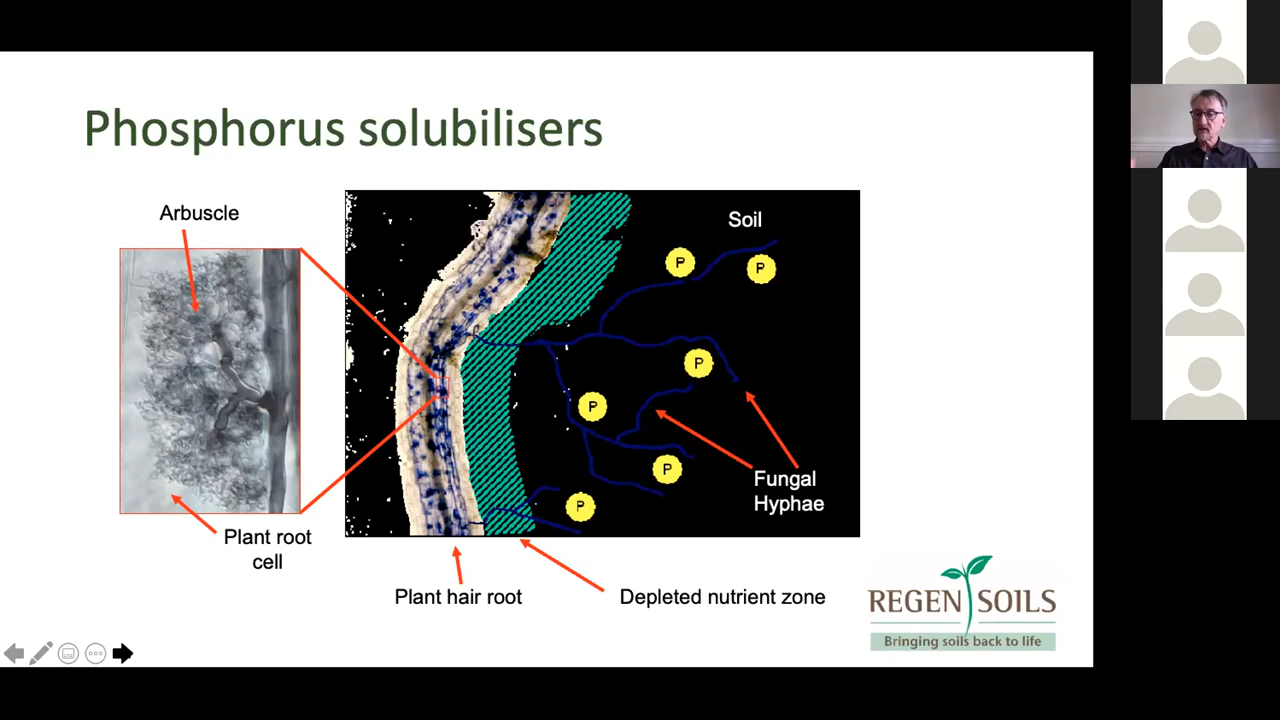 Phosphorus solubilisers
Arbuscle
Soil
P
P
P
P
P
P
Fungal
Hyphae
Plant root
cell
Plant hair root
Depleted nutrient zone
REGEN SOILS
Bringing soils back to life